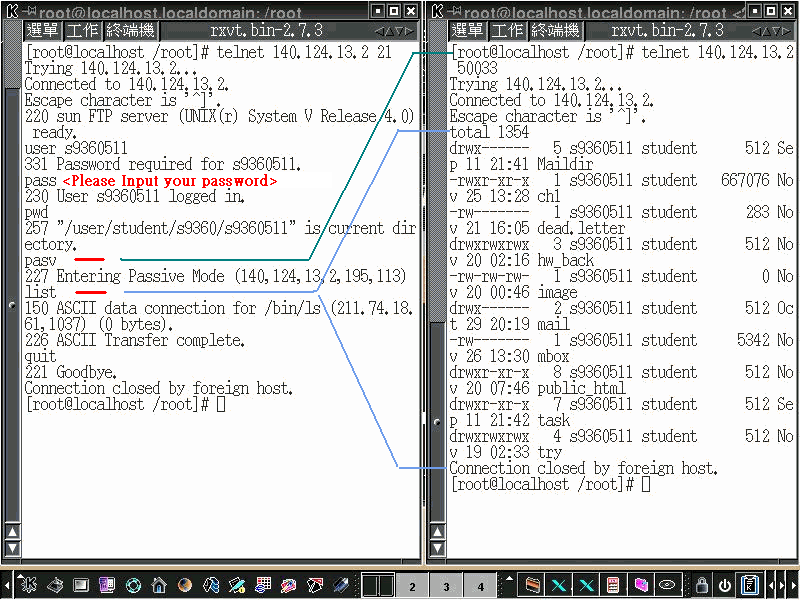 root@localhost.localdomain: /root
選單 工作 終端機 rxvt.bin-2.7.3
[root@localhost /root]# telnet 140.124.13.2 21
Trying 140.124.13.2...
Connected to 140.124.13.2.
Escape character is '^]'.
220 sun FTP server (UNIX(r) System V Release 4.0)
ready.
user s9360511
331 Password required for s9360511.
pass <Please Input your password>
230 User s9360511 logged in.
pwd
257 "/user/student/s9360/s9360511" is current dir
ectory.
pasv
227 Entering Passive Mode (140,124,13,2,195,113)
list
150 ASCII data connection for /bin/ls (211.74.18.
61,1037) (0 bytes).
226 ASCII Transfer complete.
quit
221 Goodbye.
Connection closed by foreign host.
[root@localhost /root]#
root@localhost.localdomain: /root <
選單 工作 終端機 rxvt.bin-2.7.3
[root@localhost /root]# telnet 140.124.13.2
50033
Trying 140.124.13.2...
Connected to 140.124.13.2.
Escape character is '^]'.
total 1354
drwx------ 5 s9360511 student 512 Se
p 11 21:41 Maildir
-rwxr-xr-x 1 s9360511 student 667076 No
v 25 13:28 chl
-rw------- 1 s9360511 student 283 No
v 21 16:05 dead.letter
drwxrwxrwx 3 s9360511 student 512 No
v 20 02:16 hw_back
-rw-rw-rw- 1 s9360511 student 0 No
v 20 00:46 image
drwx------ 2 s9360511 student 512 Oc
t 29 20:19 mail
-rw------- 1 s9360511 student 5342 No
v 26 13:30 mbox
drwxr-xr-x 8 s9360511 student 512 No
v 20 07:46 public_html
drwxr-xr-x 7 s9360511 student 512 Se
p 11 21:42 task
drwxrwxrwx 4 s9360511 student 512 No
v 19 02:33 try
Connection closed by foreign host.
[root@localhost /root]#
2 3 4